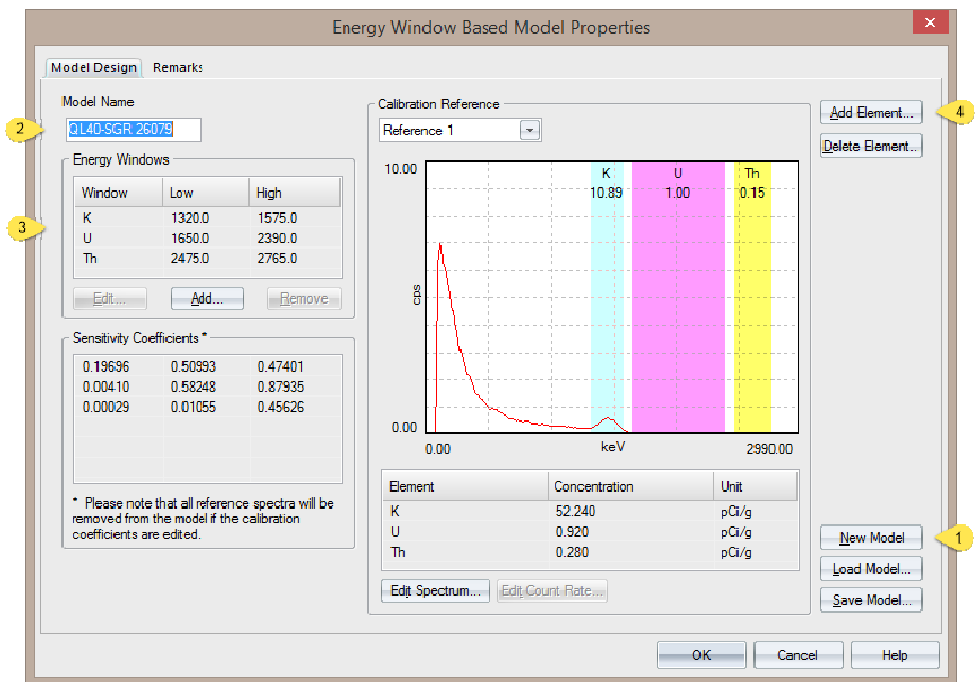 Energy Window Based Model Properties
Model Design Remarks
Model Name
2 QL40-SGR 26079
Energy Windows
3
Window Low High
K 1320.0 1575.0
U 1650.0 2390.0
Th 2475.0 2765.0
Edit... Add... Remove
Sensitivity Coefficients *
0.19696 0.50993 0.47401
0.00410 0.58248 0.87935
0.00029 0.01055 0.45626
* Please note that all reference spectra will be
removed from the model if the calibration
coefficients are edited.
Calibration Reference
Reference 1
10.00
K U Th
10.89 1.00 0.15
cps
0.00
0.00 keV 2990.00
Element Concentration Unit
K 52.240 pCi/g
U 0.920 pCi/g
Th 0.280 pCi/g
Edit Spectrum... Edit Count Rate...
Add Element... 4
Delete Element...
New Model 1
Load Model...
Save Model...
OK Cancel Help